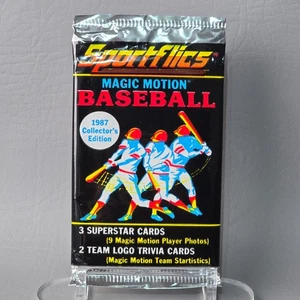 Sportflics®
MAGIC MOTION™
BASEBALL
1987
Collector's
Edition
3 SUPERSTAR CARDS
(9 Magic Motion Player Photos)
2 TEAM LOGO TRIVIA CARDS
(Magic Motion Team Startistics)